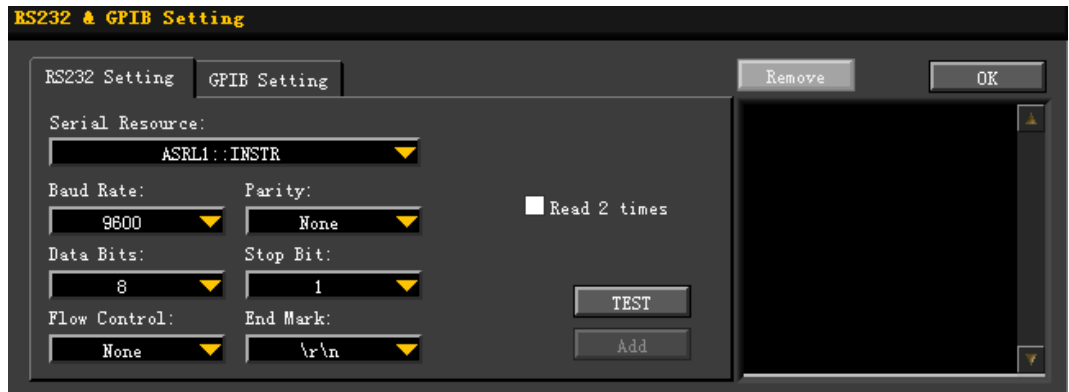 RS232 & GPIB Setting
RS232 Setting
GPIB Setting
Remove
OK
Serial Resource:
ASRL1::INSTR
Baud Rate:
Parity:
9600
None
Read 2 times
Data Bits:
Stop Bit:
8
1
TEST
Flow Control:
End Mark:
None
\r\n
Add